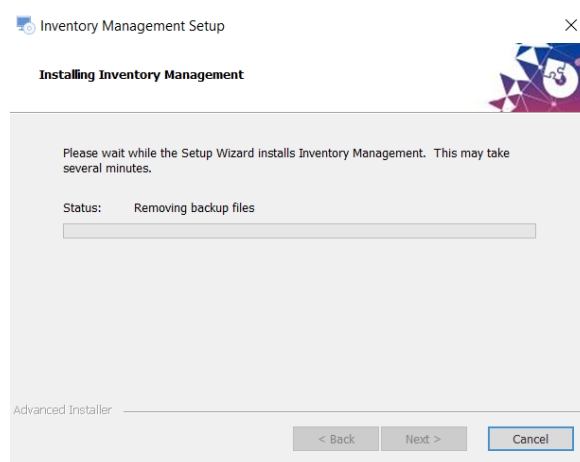 Inventory Management Setup
Installing Inventory Management
Please wait while the Setup Wizard installs Inventory Management. This may take
several minutes.
Status: Removing backup files
Advanced Installer
< Back Next > Cancel